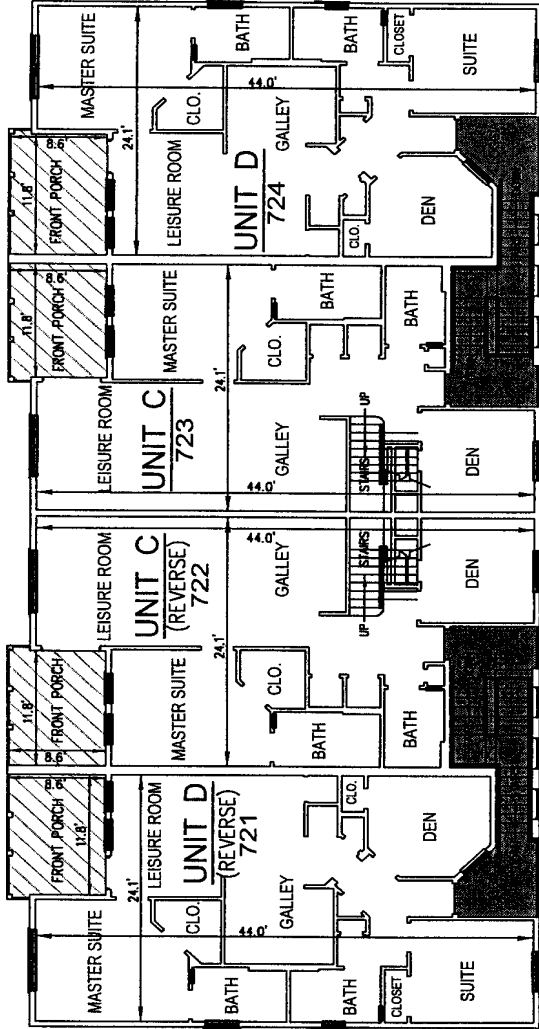 FRONT PORCH
8.6'
11.8'
MASTER SUITE
LEISURE ROOM
24.1'
UNIT D
(REVERSE)
721
CLO.
44.0'
BATH
GALLEY
BATH
CLO.
CLOSET
DEN
SUITE
FRONT PORCH
11.8'
8.6'
LEISURE ROOM
MASTER SUITE
UNIT C
(REVERSE)
722
24.1'
44.0'
CLO.
GALLEY
BATH
UP
STAIRS
BATH
DEN
FRONT PORCH
8.6'
11.8'
LEISURE ROOM
MASTER SUITE
UNIT C
723
24.1'
44.0'
CLO.
GALLEY
BATH
UP
STAIRS
BATH
DEN
FRONT PORCH
8.6'
11.8'
MASTER SUITE
24.1'
LEISURE ROOM
CLO.
UNIT D
724
44.0'
BATH
GALLEY
BATH
CLO.
CLOSET
DEN
SUITE